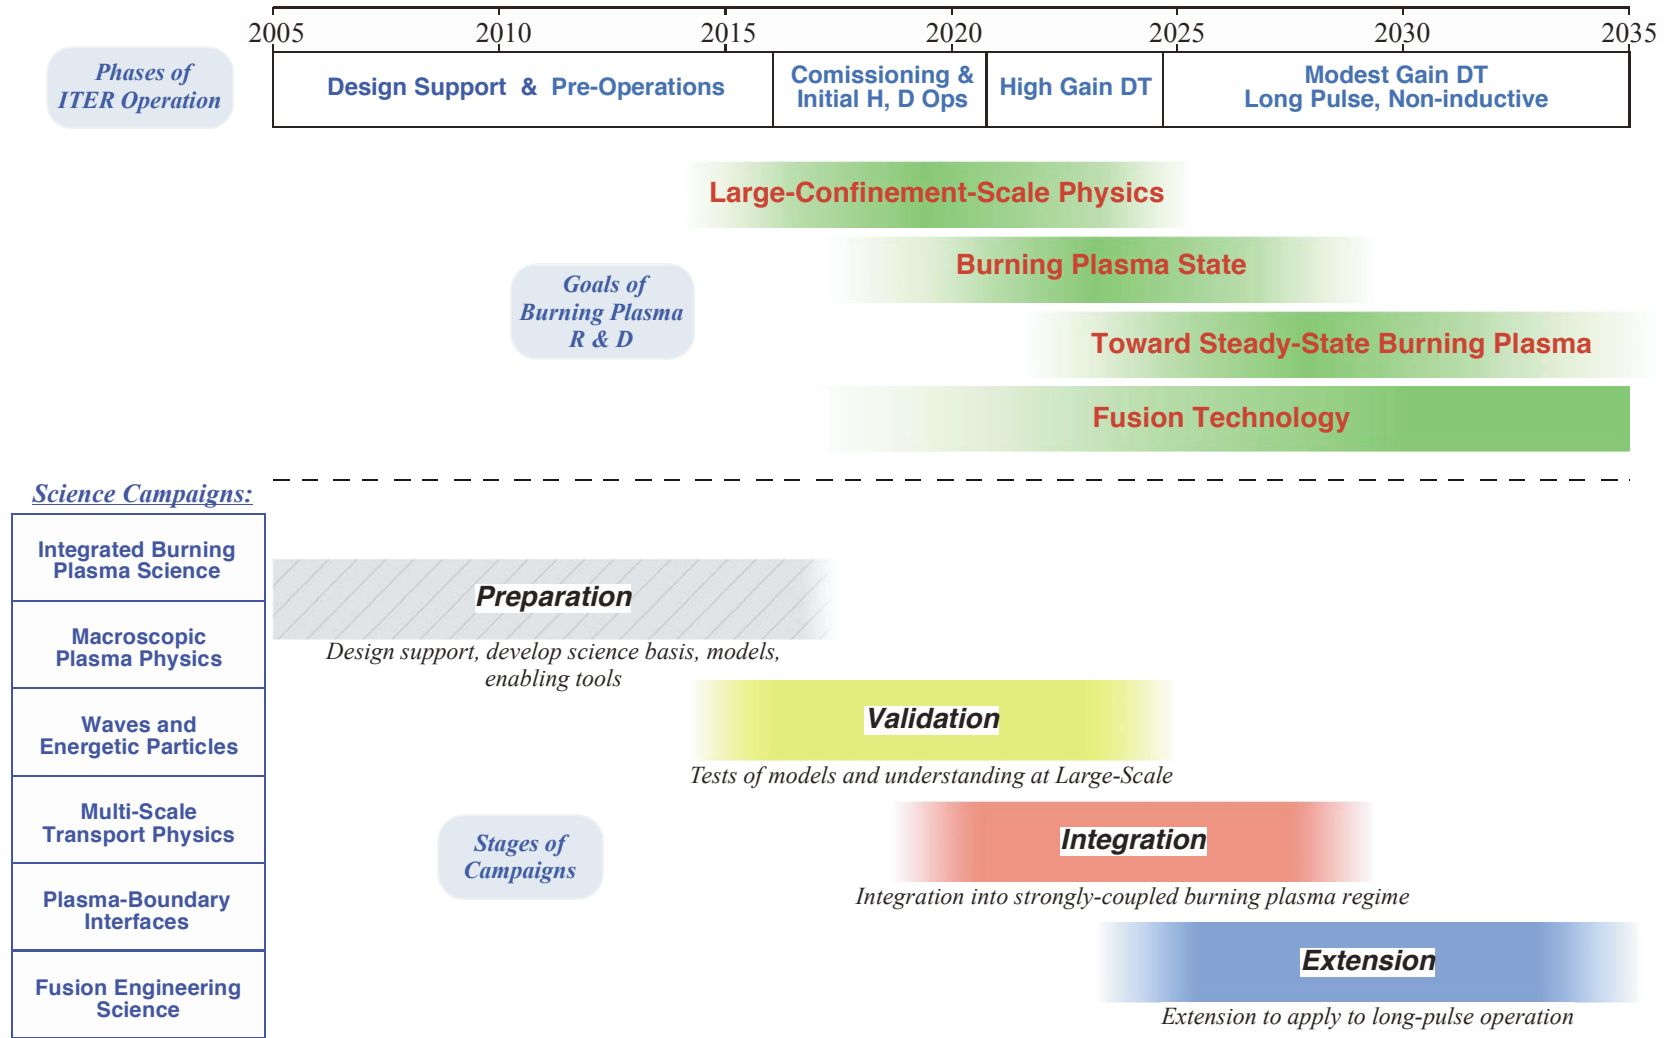 2005 2010 2015 2020 2025 2030 2035
Phases of
ITER Operation
Design Support & Pre-Operations
Comissioning &
Initial H, D Ops
High Gain DT
Modest Gain DT
Long Pulse, Non-inductive
Large-Confinement-Scale Physics
Burning Plasma State
Goals of
Burning Plasma
R & D
Toward Steady-State Burning Plasma
Fusion Technology
Science Campaigns:
Integrated Burning
Plasma Science
Macroscopic
Plasma Physics
Waves and
Energetic Particles
Multi-Scale
Transport Physics
Plasma-Boundary
Interfaces
Fusion Engineering
Science
Preparation
Design support, develop science basis, models,
enabling tools
Validation
Tests of models and understanding at Large-Scale
Stages of
Campaigns
Integration
Integration into strongly-coupled burning plasma regime
Extension
Extension to apply to long-pulse operation